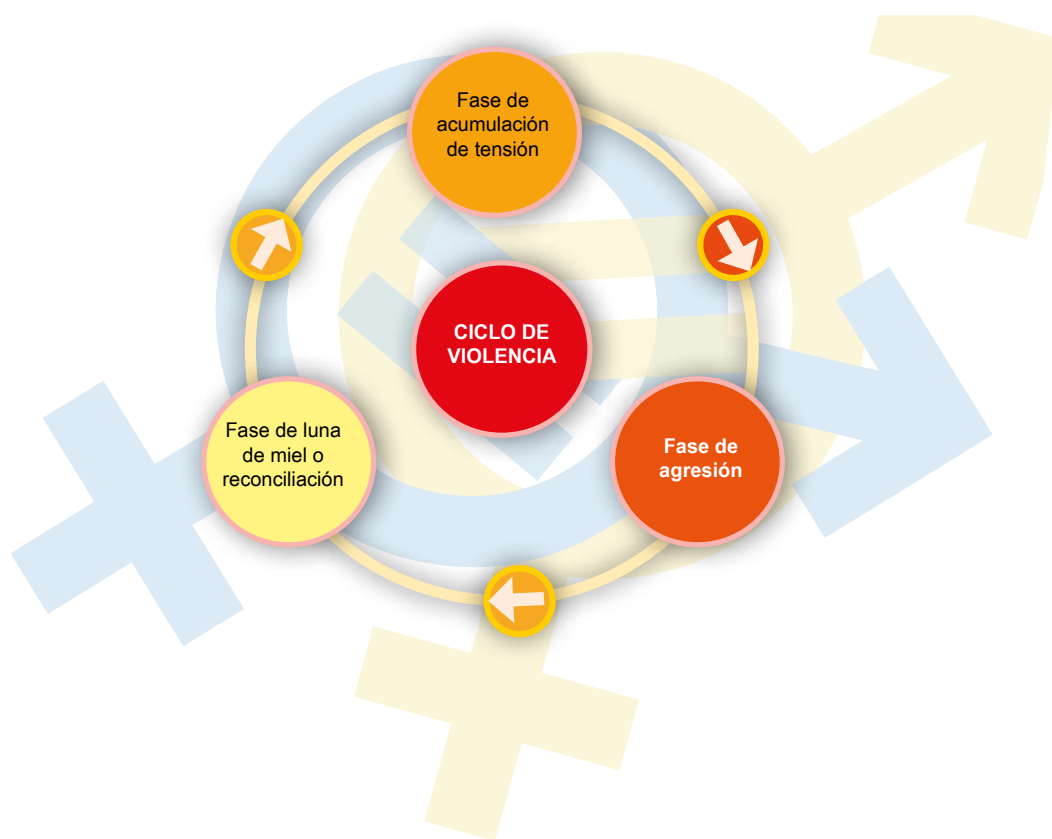 Fase de
acumulación
de tensión
CICLO DE
VIOLENCIA
Fase de luna
de miel o
reconciliación
Fase de
agresión